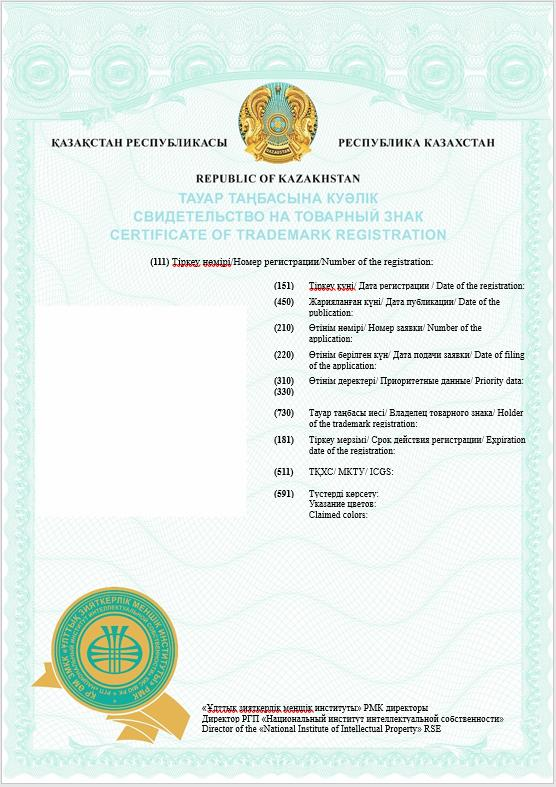 ҚАЗАҚСТАН РЕСПУБЛИКАСЫ РЕСПУБЛИКА КАЗАХСТАН
REPUBLIC OF KAZAKHSTAN
ТАУАР ТАҢБАСЫНА КУӘЛІК
СВИДЕТЕЛЬСТВО НА ТОВАРНЫЙ ЗНАК
CERTIFICATE OF TRADEMARK REGISTRATION
(111) Тіркеу нөмірі/Номер регистрации/Number of the registration:
(151) Тіркеу күні/ Дата регистрации / Date of the registration:
(450) Жарияланған күні/ Дата публикации/ Date of the
publication:
(210) Өтінім нөмірі/ Номер заявки/ Number of the
application:
(220) Өтінім берілген күн/ Дата подачи заявки/ Date of filing
of the application:
(310) Өтінім деректері/ Приоритетные данные/ Priority data:
(330)
(730) Тауар таңбасы иесі/ Владелец товарного знака/ Holder
of the trademark registration:
(181) Тіркеу мерзімі/ Срок действия регистрации/ Expiration
date of the registration:
(511) ТҚХС/ МКТУ/ ICGS:
(591) Түстерді көрсету:
Указание цветов:
Claimed colors:
«Ұлттық зияткерлік меншік институты» РМК директоры
Директор РГП «Национальный институт интеллектуальной собственности»
Director of the «National Institute of Intellectual Property» RSE